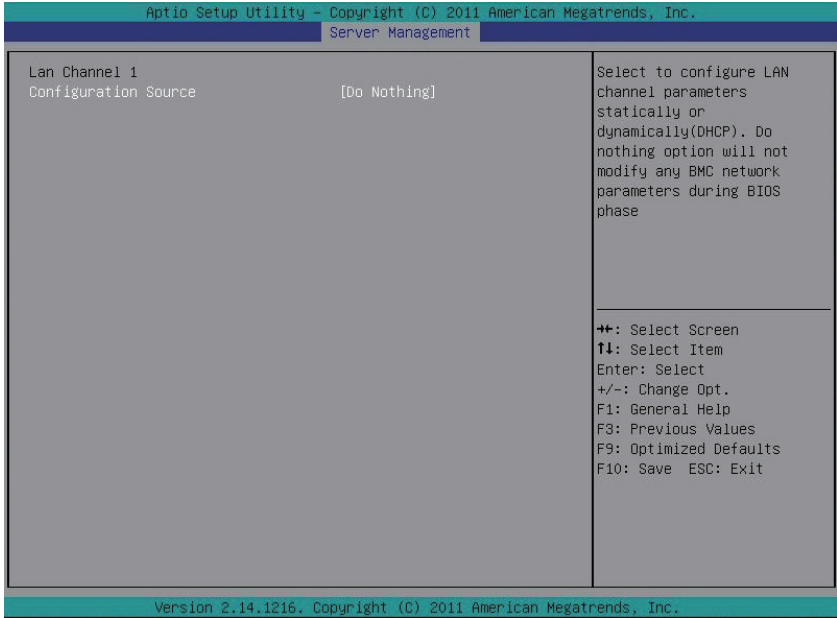 Aptio Setup Utility – Copyright (C) 2011 American Megatrends, Inc.
Server Management
Lan Channel 1
Configuration Source [Do Nothing]
Select to configure LAN
channel parameters
statically or
dynamically(DHCP). Do
nothing option will not
modify any BMC network
parameters during BIOS
phase
→←: Select Screen
↑↓: Select Item
Enter: Select
+/-: Change Opt.
F1: General Help
F3: Previous Values
F9: Optimized Defaults
F10: Save ESC: Exit
Version 2.14.1216. Copyright (C) 2011 American Megatrends, Inc.